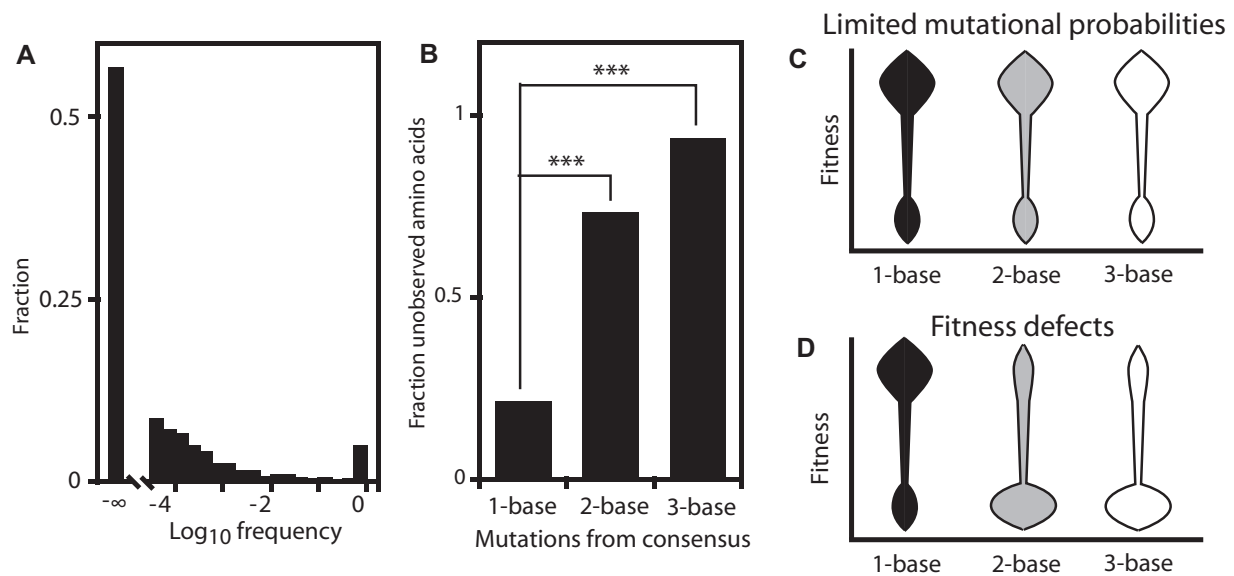 A
Fraction
0.5
0.25
0
-∞ -4 -2 0
Log10 frequency
B
Fraction unobserved amino acids
1
0.5
0
***
***
1-base 2-base 3-base
Mutations from consensus
Limited mutational probabilities
C
Fitness
1-base 2-base 3-base
Fitness defects
D
Fitness
1-base 2-base 3-base